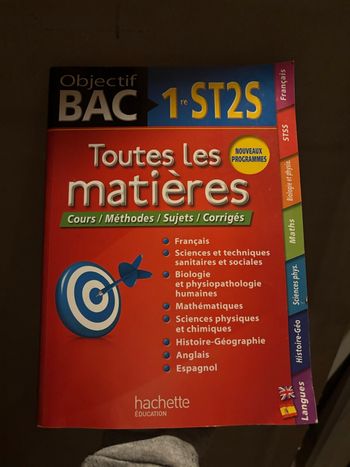 Objectif
BAC
1re ST2S
NOUVEAUX
PROGRAMMES
Toutes les
matières
Cours / Méthodes / Sujets / Corrigés
Français
Sciences et techniques
sanitaires et sociales
Biologie
et physiopathologie
humaines
Mathématiques
Sciences physiques
et chimiques
Histoire-Géographie
Anglais
Espagnol
hachette
ÉDUCATION
Français
STSS
Biologie et physio.
Maths
Sciences phys.
Histoire-Géo
Langues